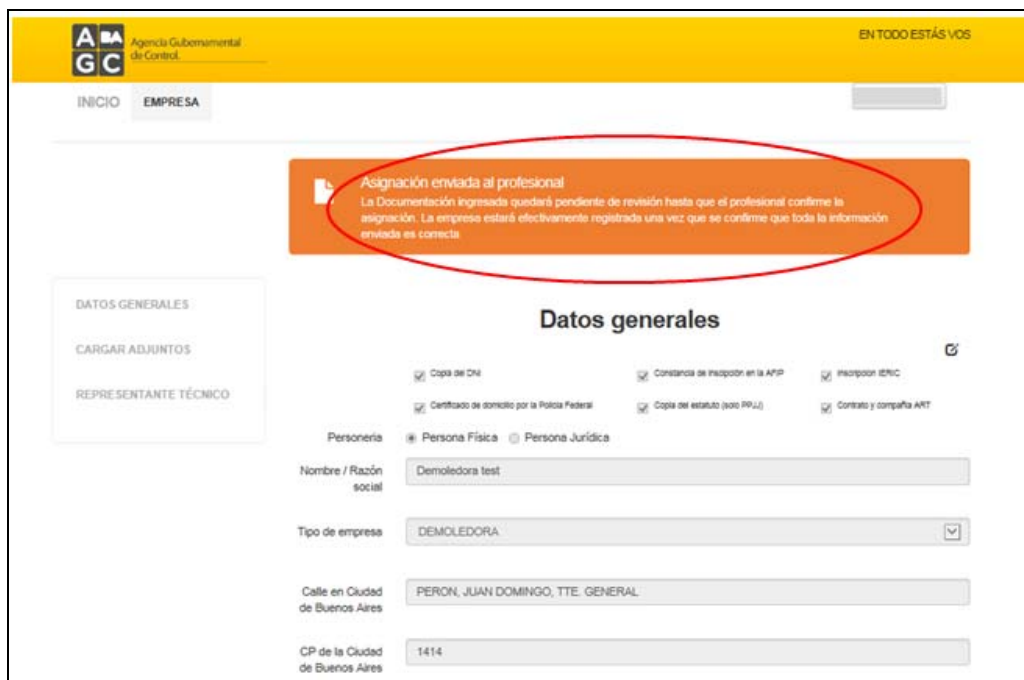 A BA
G C
Agencia Gubernamental
de Control.
EN TODO ESTÁS VOS
INICIO
EMPRESA
Asignación enviada al profesional
La Documentación ingresada quedará pendiente de revisión hasta que el profesional confirme la
asignación. La empresa estará efectivamente registrada una vez que se confirme que toda la información
enviada es correcta
DATOS GENERALES
CARGAR ADJUNTOS
REPRESENTANTE TÉCNICO
Datos generales
Copia del DNI
Constancia de inscripción en la AFIP
Inscripcion IERIC
Certificado de domicilio por la Policia Federal
Copia del estatuto (solo PPJJ)
Contrato y compañia ART
Personeria
Persona Física
Persona Jurídica
Nombre / Razón
social
Demoledora test
Tipo de empresa
DEMOLEDORA
Calle en Ciudad
de Buenos Aires
PERON, JUAN DOMINGO, TTE. GENERAL
CP de la Ciudad
de Buenos Aires
1414